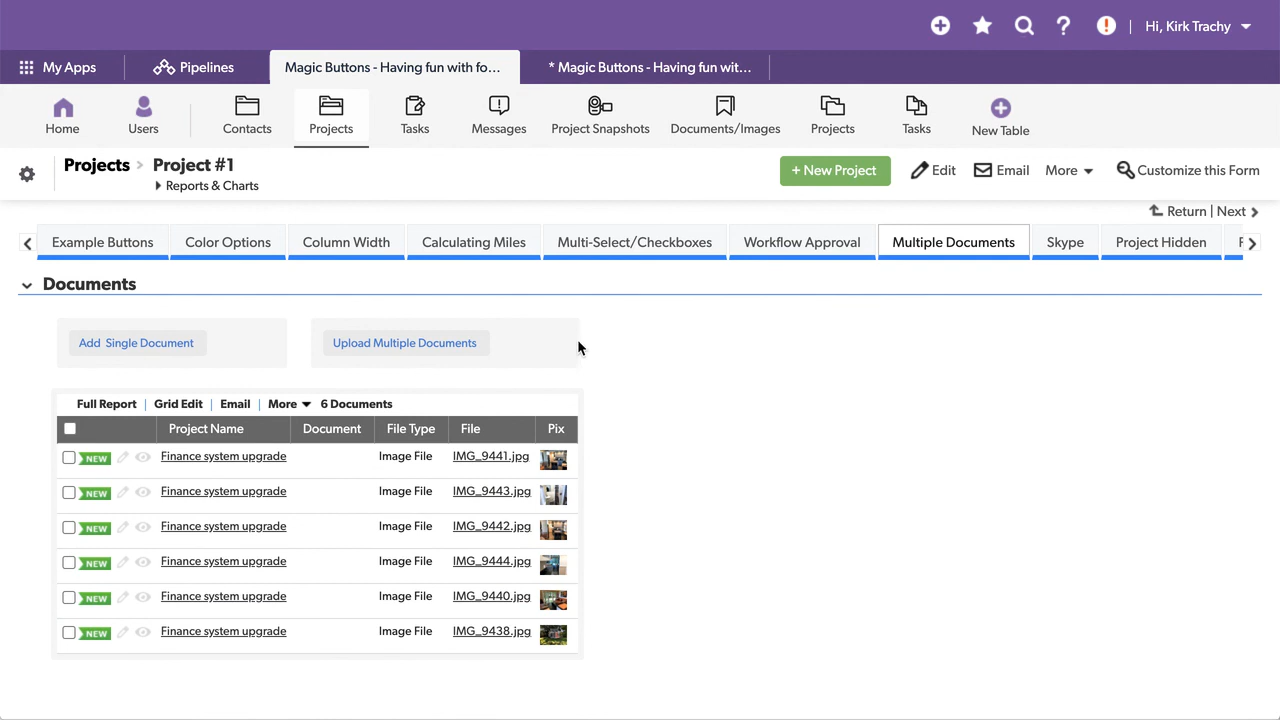 Hi, Kirk Trachy
My Apps
Pipelines
Magic Buttons - Having fun with fo...
* Magic Buttons - Having fun wit...
Home
Users
Contacts
Projects
Tasks
Messages
Project Snapshots
Documents/Images
Projects
Tasks
New Table
Projects
Project #1
Reports & Charts
+ New Project
Edit
Email
More
Customize this Form
Return | Next
Example Buttons
Color Options
Column Width
Calculating Miles
Multi-Select/Checkboxes
Workflow Approval
Multiple Documents
Skype
Project Hidden
Documents
Add Single Document
Upload Multiple Documents
Full Report | Grid Edit | Email | More 6 Documents
Project Name Document File Type File Pix
NEW Finance system upgrade Image File IMG_9441.jpg
NEW Finance system upgrade Image File IMG_9443.jpg
NEW Finance system upgrade Image File IMG_9442.jpg
NEW Finance system upgrade Image File IMG_9444.jpg
NEW Finance system upgrade Image File IMG_9440.jpg
NEW Finance system upgrade Image File IMG_9438.jpg